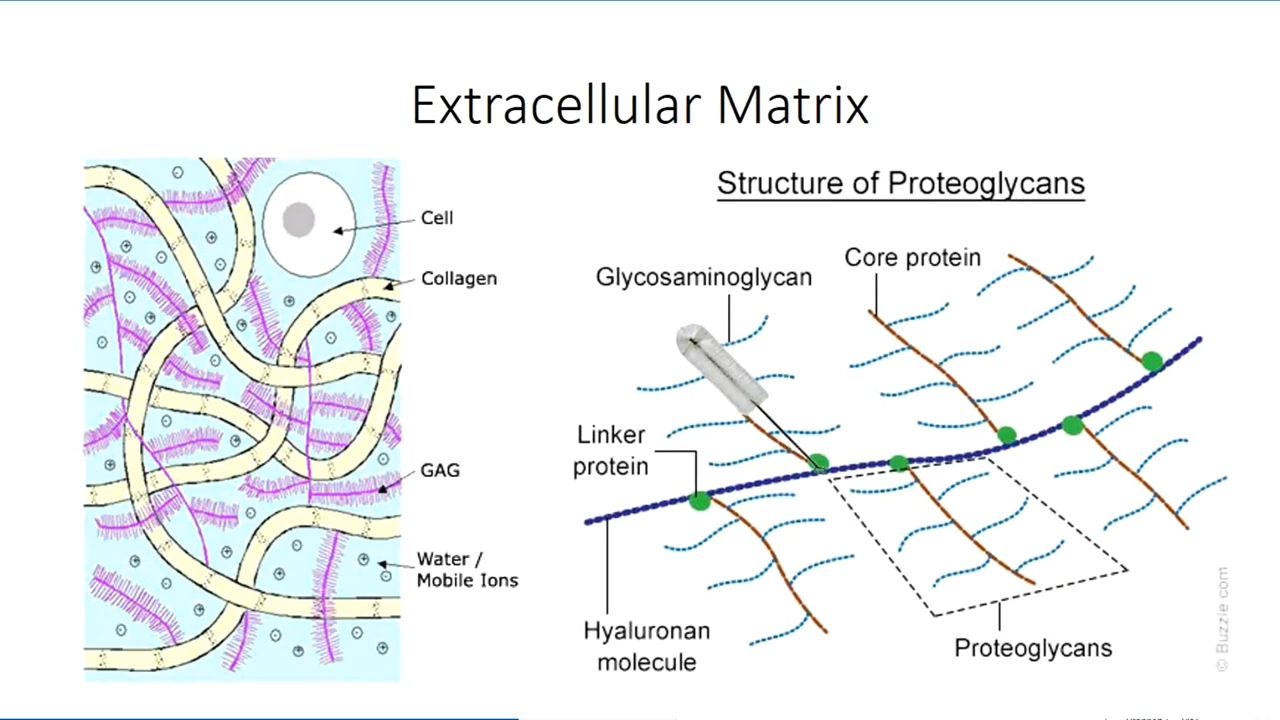 Extracellular Matrix
Cell
Collagen
GAG
Water /
Mobile Ions
Structure of Proteoglycans
Glycosaminoglycan
Core protein
Linker
protein
Hyaluronan
molecule
Proteoglycans
© Buzzle com